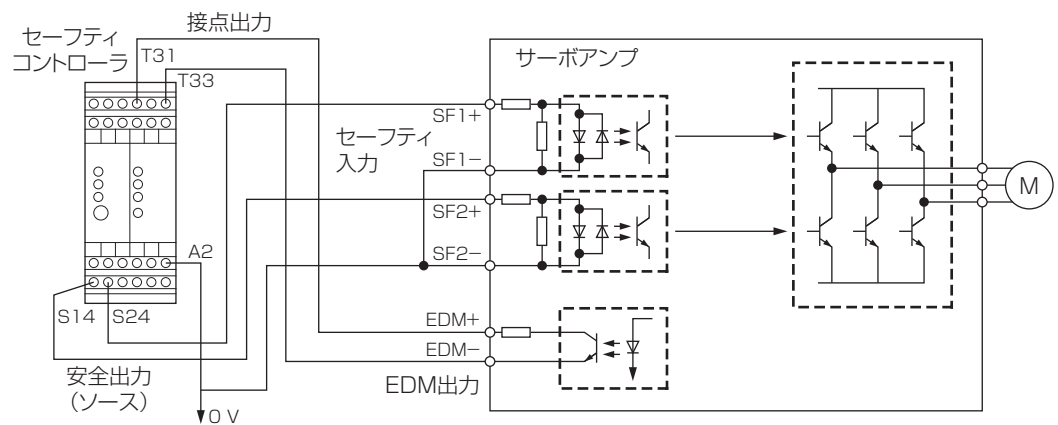 接点出力
セーフティ
コントローラ
T31
T33
サーボアンプ
SF1+
セーフティ
入力
SF1−
SF2+
SF2−
A2
S14
S24
EDM+
EDM−
EDM出力
安全出力
(ソース)
0 V
M